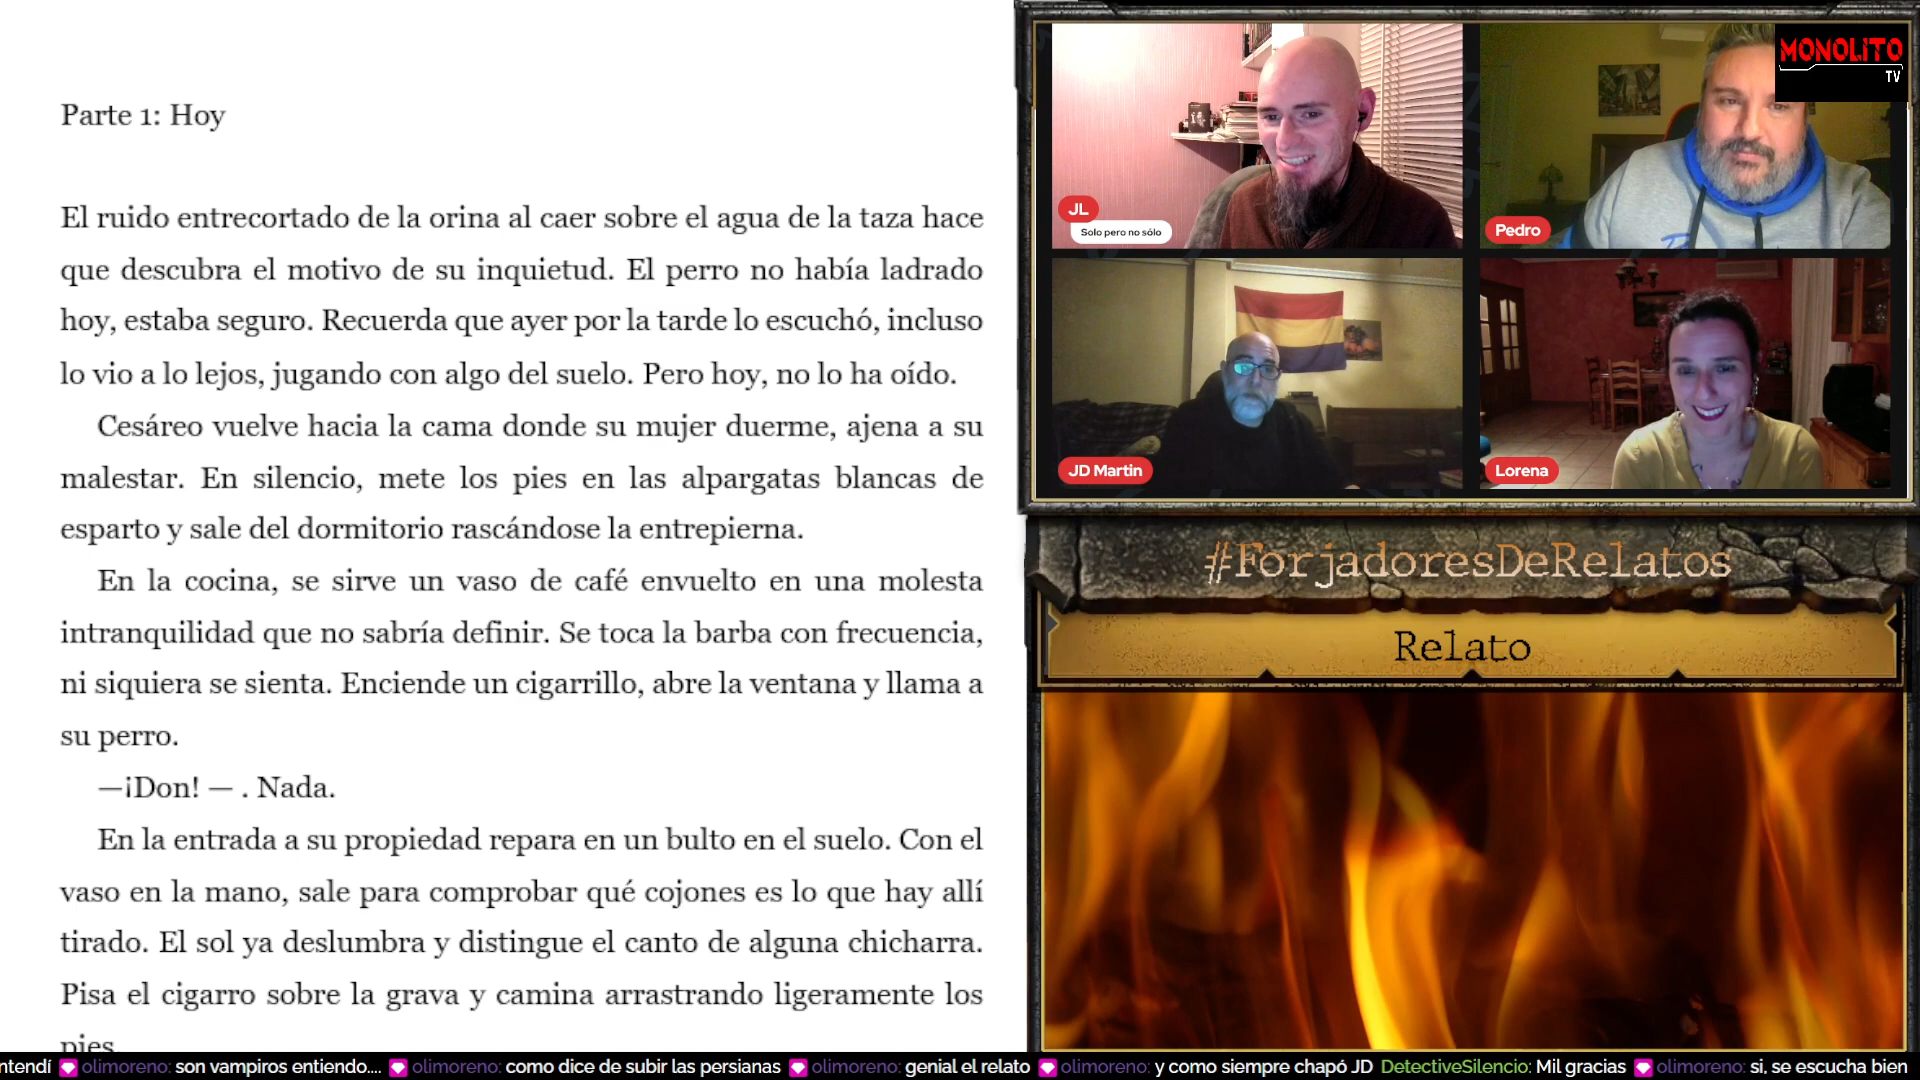 Parte 1: Hoy
El ruido entrecortado de la orina al caer sobre el agua de la taza hace
que descubra el motivo de su inquietud. El perro no había ladrado
hoy, estaba seguro. Recuerda que ayer por la tarde lo escuchó, incluso
lo vio a lo lejos, jugando con algo del suelo. Pero hoy, no lo ha oído.
Cesáreo vuelve hacia la cama donde su mujer duerme, ajena a su
malestar. En silencio, mete los pies en las alpargatas blancas de
esparto y sale del dormitorio rascándose la entrepierna.
En la cocina, se sirve un vaso de café envuelto en una molesta
intranquilidad que no sabría definir. Se toca la barba con frecuencia,
ni siquiera se sienta. Enciende un cigarrillo, abre la ventana y llama a
su perro.
—¡Don! — . Nada.
En la entrada a su propiedad repara en un bulto en el suelo. Con el
vaso en la mano, sale para comprobar qué cojones es lo que hay allí
tirado. El sol ya deslumbra y distingue el canto de alguna chicharra.
Pisa el cigarro sobre la grava y camina arrastrando ligeramente los
pies.
MONOLITO
TV
JL
Solo pero no sólo
Pedro
JD Martin
Lorena
#ForjadoresDeRelatos
Relato
ntendí olimoreno: son vampiros entiendo.... olimoreno: como dice de subir las persianas olimoreno: genial el relato olimoreno: y como siempre chapó JD DetectiveSilencio: Mil gracias olimoreno: si, se escucha bien